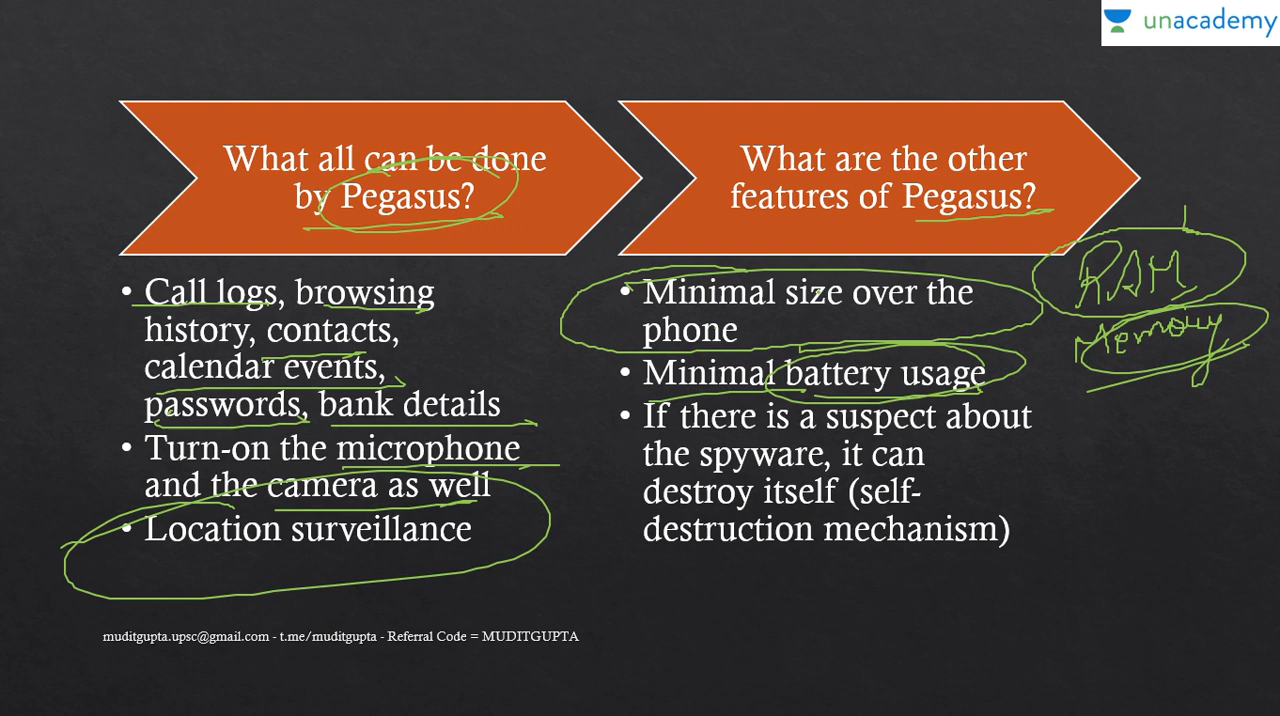 unacademy
What all can be done
by Pegasus?
• Call logs, browsing
history, contacts,
calendar events,
passwords, bank details
• Turn-on the microphone
and the camera as well
• Location surveillance
What are the other
features of Pegasus?
• Minimal size over the
phone
• Minimal battery usage
• If there is a suspect about
the spyware, it can
destroy itself (self-
destruction mechanism)
RAM
Memory
muditgupta.upsc@gmail.com - t.me/muditgupta - Referral Code = MUDITGUPTA